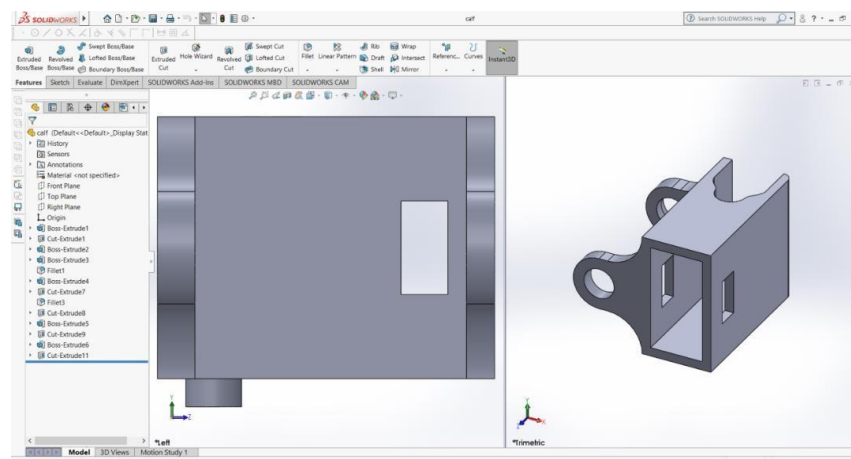 SOLIDWORKS
calf
Search SOLIDWORKS Help
Extruded Boss/Base
Revolved Boss/Base
Swept Boss/Base
Lofted Boss/Base
Boundary Boss/Base
Extruded Cut
Hole Wizard
Revolved Cut
Swept Cut
Lofted Cut
Boundary Cut
Fillet
Linear Pattern
Rib
Draft
Shell
Wrap
Intersect
Mirror
Referenc...
Curves
Instant3D
Features Sketch Evaluate DimXpert SOLIDWORKS Add-Ins SOLIDWORKS MBD SOLIDWORKS CAM
calf (Default<<Default>_Display Stat
History
Sensors
Annotations
Material <not specified>
Front Plane
Top Plane
Right Plane
Origin
Boss-Extrude1
Cut-Extrude1
Boss-Extrude2
Boss-Extrude3
Fillet1
Boss-Extrude4
Cut-Extrude7
Fillet3
Cut-Extrude8
Boss-Extrude5
Cut-Extrude9
Boss-Extrude6
Cut-Extrude11
Y
Z
*Left
Y
X
Z
*Trimetric
Model 3D Views Motion Study 1